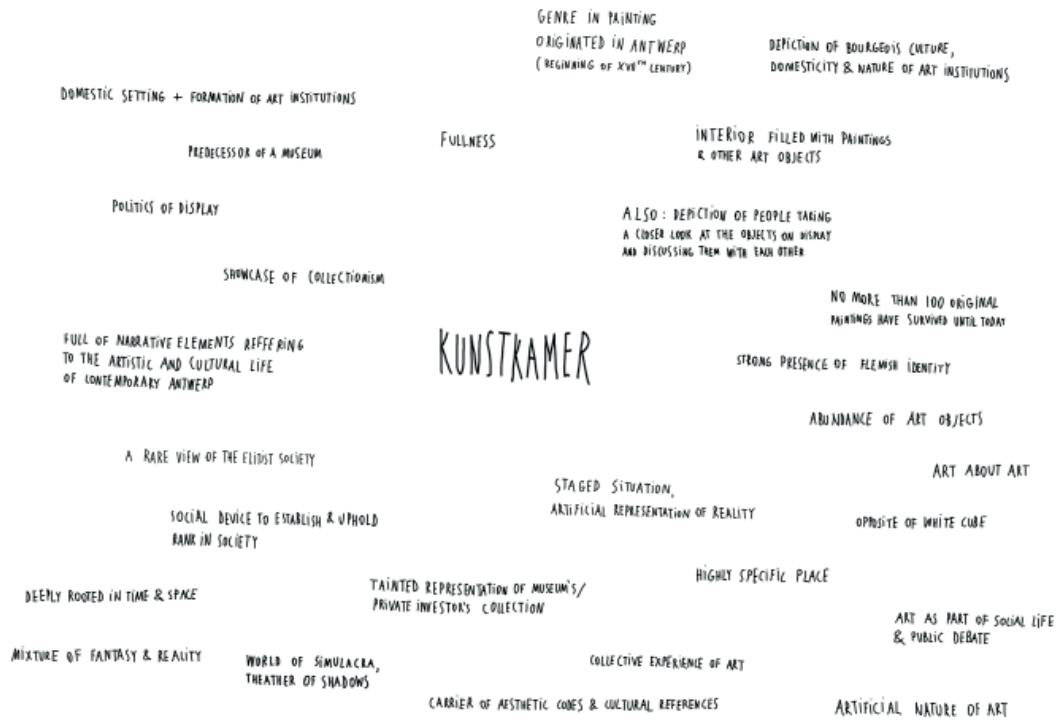 GENRE IN PAINTING
ORIGINATED IN ANTWERP
(BEGINNING OF XVIITH CENTURY)
DEPICTION OF BOURGEOIS CULTURE,
DOMESTICITY & NATURE OF ART INSTITUTIONS
DOMESTIC SETTING + FORMATION OF ART INSTITUTIONS
FULLNESS
INTERIOR FILLED WITH PAINTINGS
& OTHER ART OBJECTS
PREDECESSOR OF A MUSEUM
POLITICS OF DISPLAY
ALSO: DEPICTION OF PEOPLE TAKING
A CLOSER LOOK AT THE OBJECTS ON DISPLAY
AND DISCUSSING THEM WITH EACH OTHER
SHOWCASE OF COLLECTIONISM
NO MORE THAN 100 ORIGINAL
PAINTINGS HAVE SURVIVED UNTIL TODAY
FULL OF NARRATIVE ELEMENTS REFFERING
TO THE ARTISTIC AND CULTURAL LIFE
OF CONTEMPORARY ANTWERP
KUNSTKAMER
STRONG PRESENCE OF FLEMISH IDENTITY
ABUNDANCE OF ART OBJECTS
A RARE VIEW OF THE ELITIST SOCIETY
ART ABOUT ART
STAGED SITUATION,
ARTIFICIAL REPRESENTATION OF REALITY
SOCIAL DEVICE TO ESTABLISH & UPHOLD
RANK IN SOCIETY
OPPOSITE OF WHITE CUBE
HIGHLY SPECIFIC PLACE
DEEPLY ROOTED IN TIME & SPACE
TAINTED REPRESENTATION OF MUSEUM'S/
PRIVATE INVESTOR'S COLLECTION
ART AS PART OF SOCIAL LIFE
& PUBLIC DEBATE
MIXTURE OF FANTASY & REALITY
WORLD OF SIMULACRA,
THEATHER OF SHADOWS
COLLECTIVE EXPERIENCE OF ART
CARRIER OF AESTHETIC CODES & CULTURAL REFERENCES
ARTIFICIAL NATURE OF ART